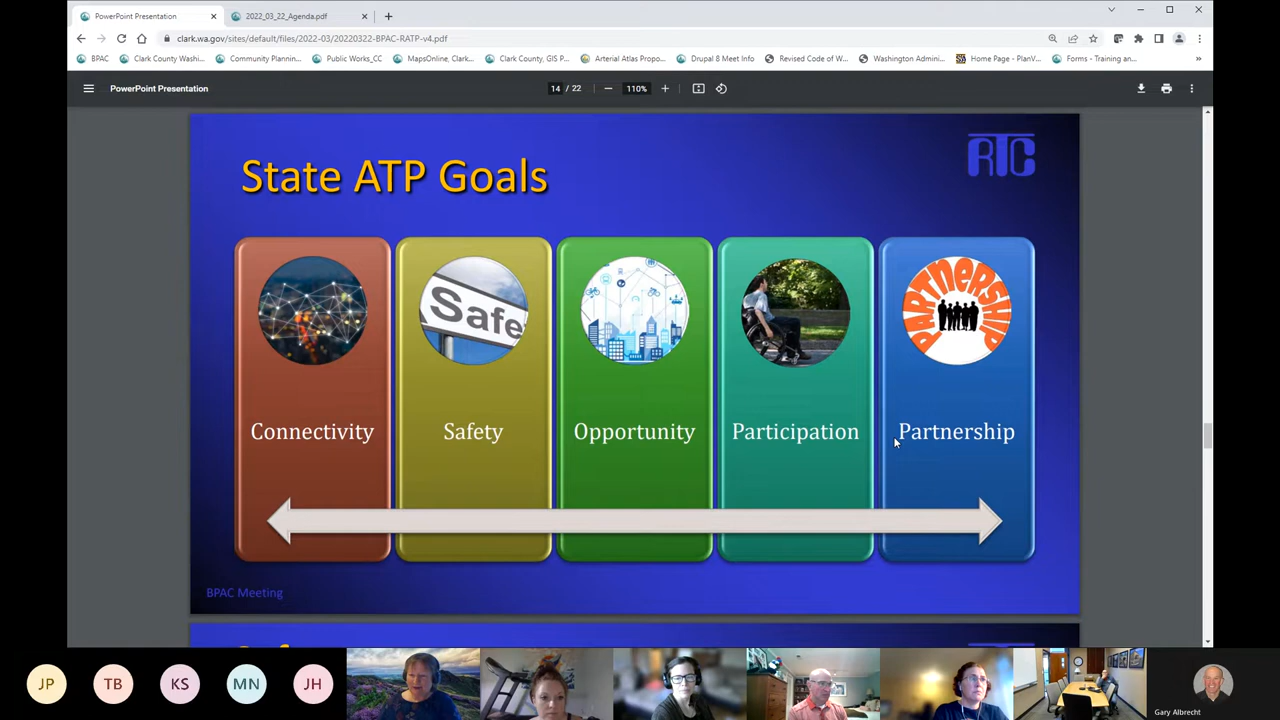 PowerPoint Presentation
2022_03_22_Agenda.pdf
clark.wa.gov/sites/default/files/2022-03/20220322-BPAC-RATP-v4.pdf
BPAC
Clark County Washi...
Community Plannin...
Public Works_CC
MapsOnline, Clark...
Clark County, GIS P...
Arterial Atlas Propo...
Drupal 8 Meet Info
Revised Code of W...
Washington Admini...
Home Page - PlanV...
Forms - Training an...
»
PowerPoint Presentation
14 / 22
110%
State ATP Goals
RTC
Safe
PARTNERSHIP
Connectivity
Safety
Opportunity
Participation
Partnership
BPAC Meeting
JP
TB
KS
MN
JH
Gary Albrecht